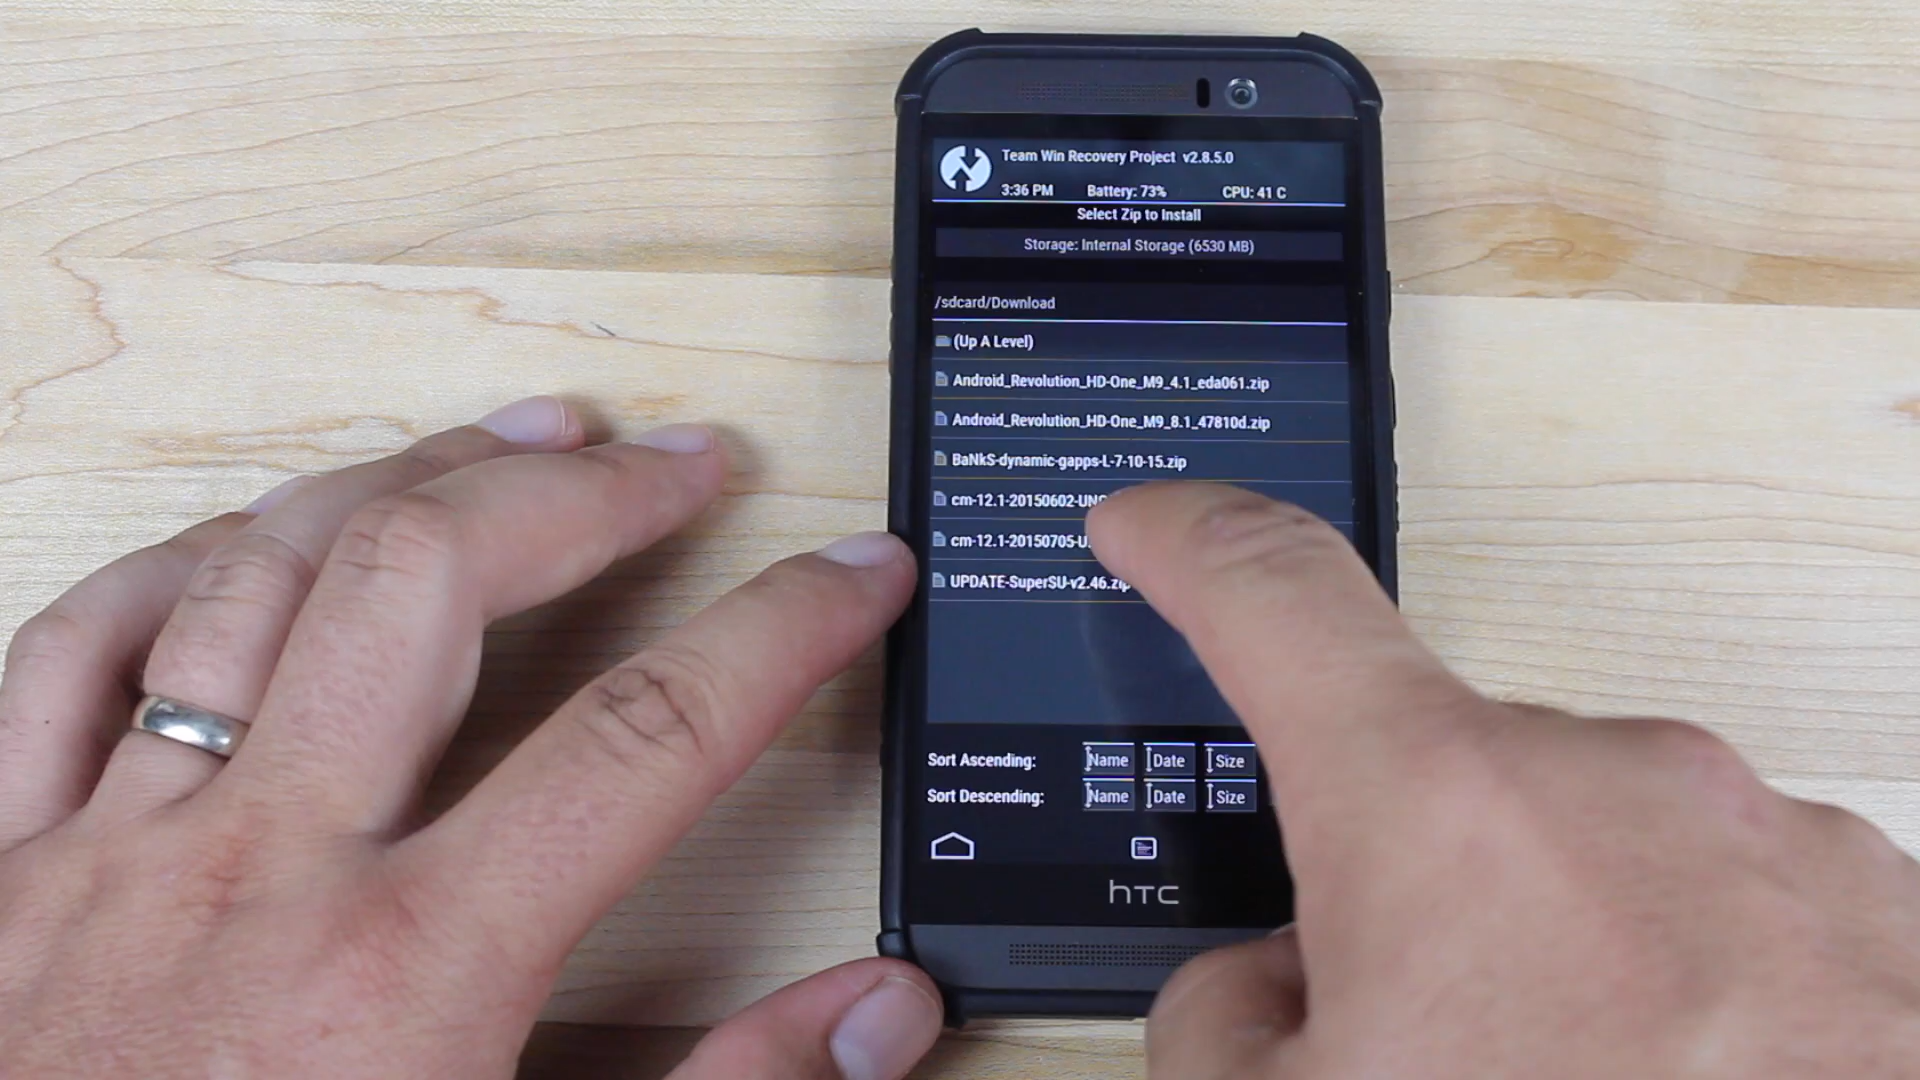 Team Win Recovery Project v2.8.5.0
3:36 PM Battery: 73% CPU: 41 C
Select Zip to Install
Storage: Internal Storage (6530 MB)
/sdcard/Download
(Up A Level)
Android_Revolution_HD-One_M9_4.1_eda061.zip
Android_Revolution_HD-One_M9_8.1_47810d.zip
BaNkS-dynamic-gapps-L-7-10-15.zip
cm-12.1-20150602-UNO
cm-12.1-20150705-U
UPDATE-SuperSU-v2.46.zip
Sort Ascending: Name Date Size
Sort Descending: Name Date Size
hTC